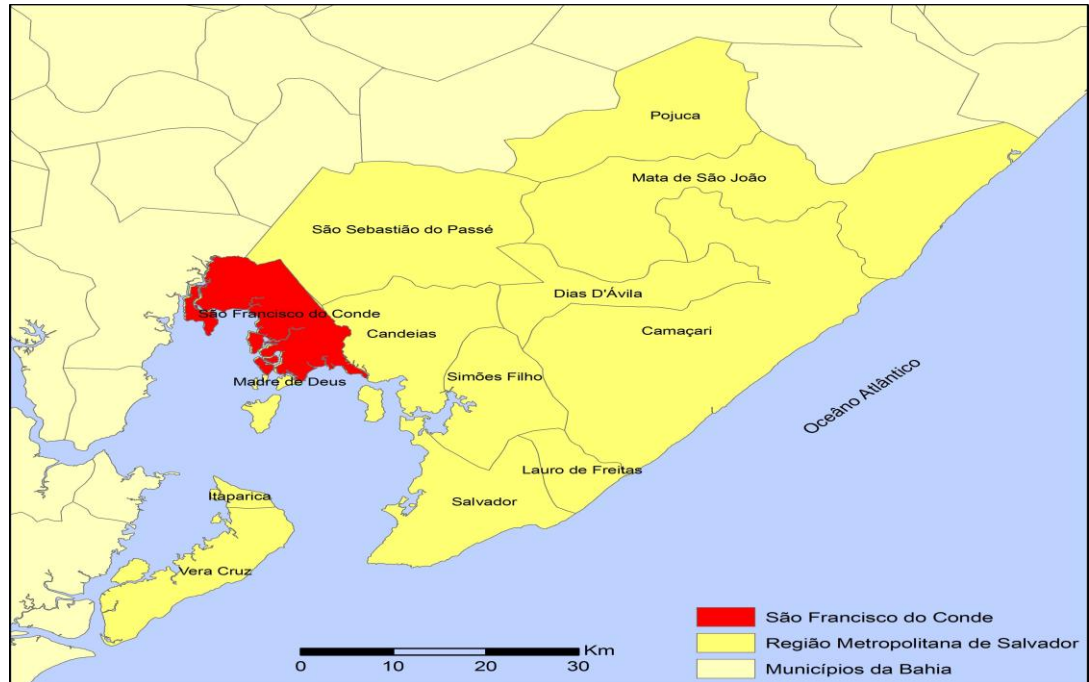 Pojuca
Mata de São João
São Sebastião do Passé
Dias D'Ávila
São Francisco do Conde
Candeias
Camaçari
Simões Filho
Madre de Deus
Oceâno Atlântico
Lauro de Freitas
Itaparica
Salvador
Vera Cruz
São Francisco do Conde
Região Metropolitana de Salvador
Municípios da Bahia
Km
0 10 20 30